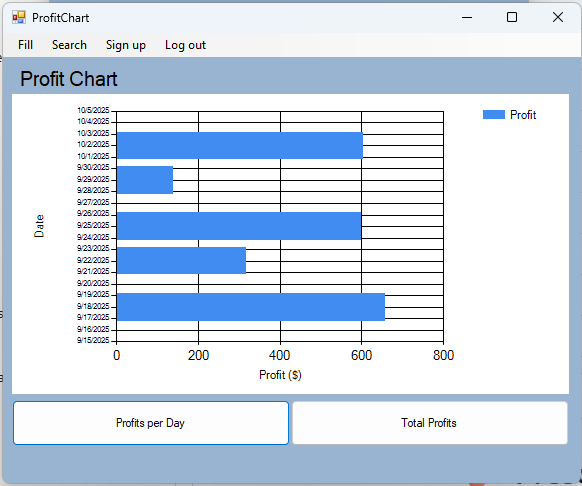 ProfitChart
Fill Search Sign up Log out
Profit Chart
10/5/2025
10/4/2025
10/3/2025
10/2/2025
10/1/2025
9/30/2025
9/29/2025
9/28/2025
9/27/2025
9/26/2025
9/25/2025
9/24/2025
9/23/2025
9/22/2025
9/21/2025
9/20/2025
9/19/2025
9/18/2025
9/17/2025
9/16/2025
9/15/2025
Date
0 200 400 600 800
Profit ($)
Profit
Profits per Day Total Profits